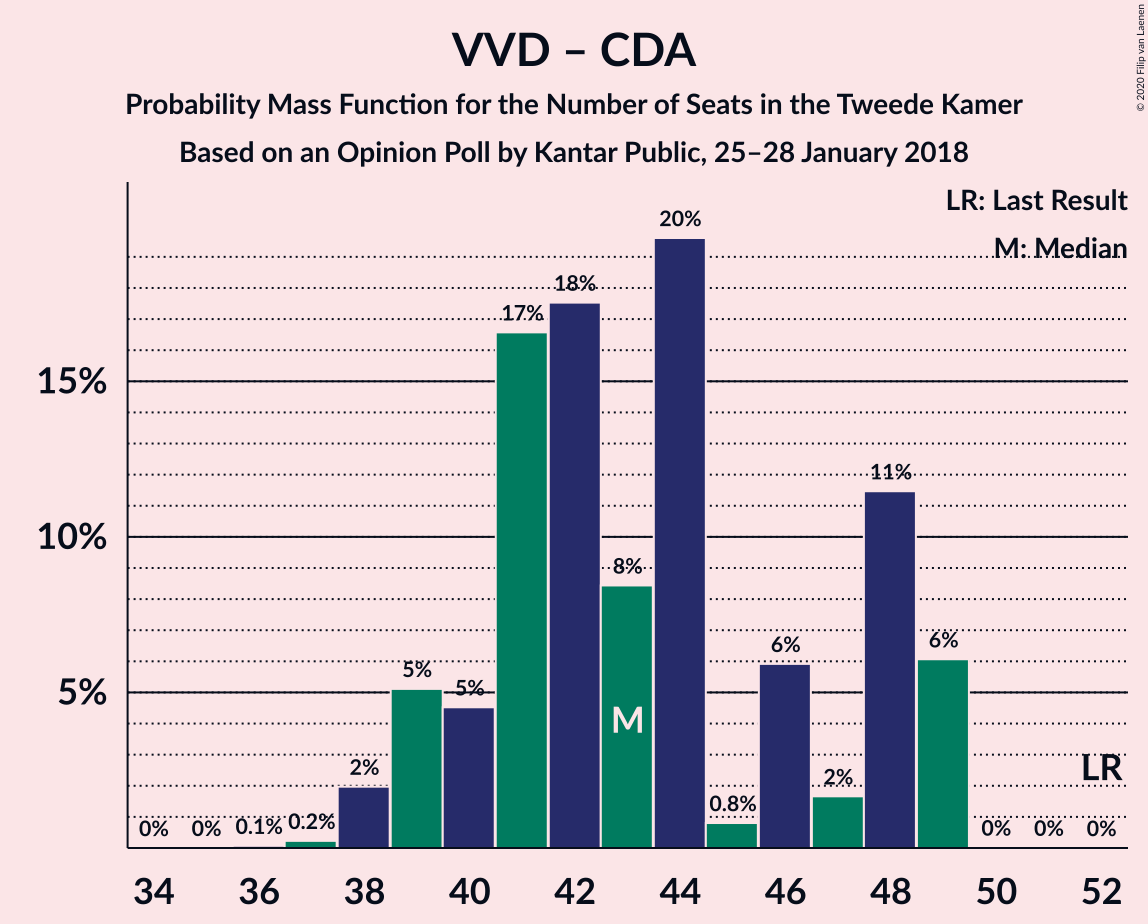 VVD – CDA
Probability Mass Function for the Number of Seats in the Tweede Kamer
Based on an Opinion Poll by Kantar Public, 25–28 January 2018
© 2020 Filip van Laenen
LR: Last Result
M: Median
15%
10%
5%
0%
0%
0.1%
0.2%
2%
5%
5%
17%
18%
8%
20%
0.8%
6%
2%
11%
6%
0%
0%
0%
M
LR
34 36 38 40 42 44 46 48 50 52